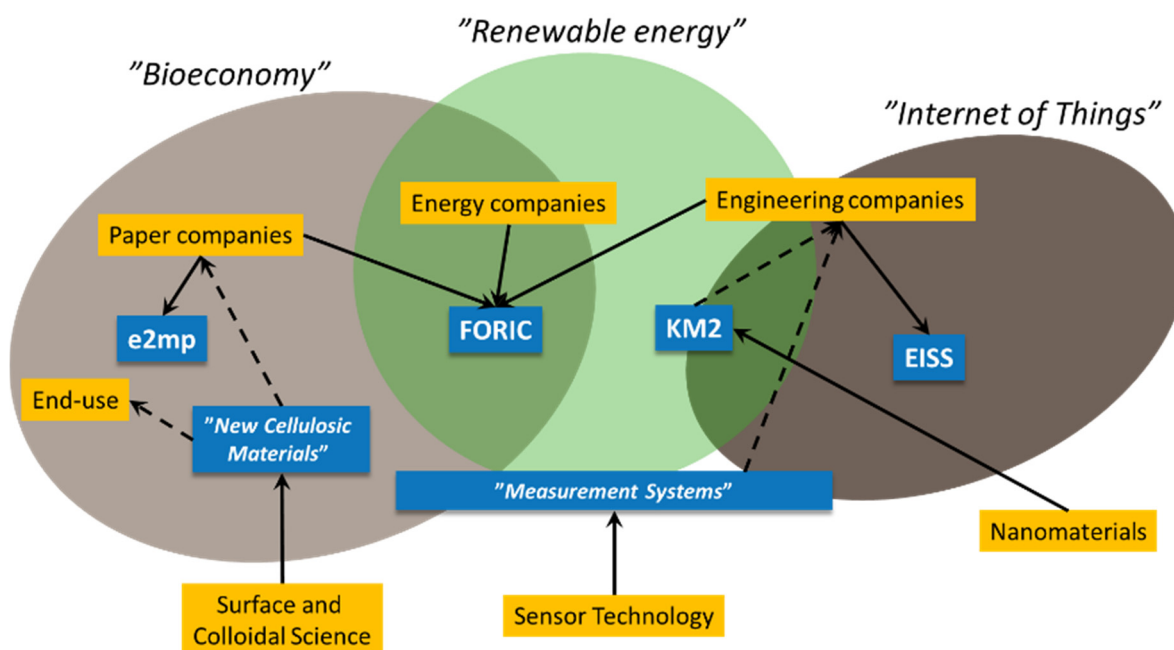 ”Renewable energy”
”Bioeconomy”
”Internet of Things”
Energy companies
Engineering companies
Paper companies
e2mp
FORIC
KM2
EISS
End-use
”New Cellulosic
Materials”
”Measurement Systems”
Nanomaterials
Surface and
Colloidal Science
Sensor Technology